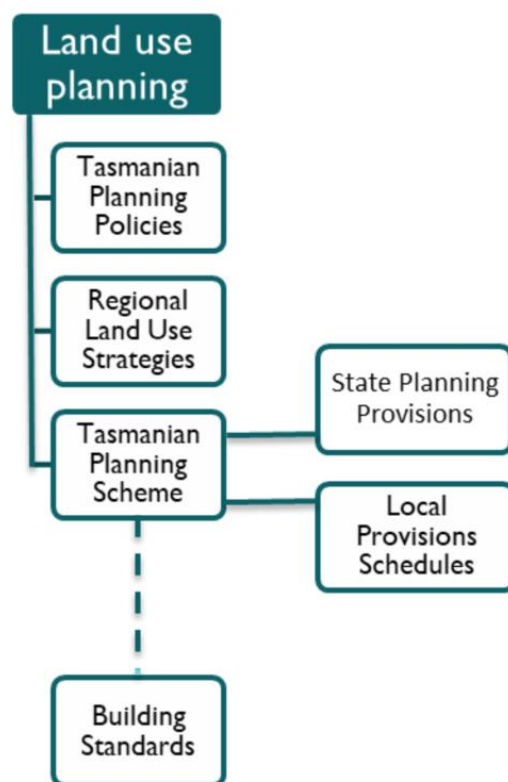 Land use
planning
Tasmanian
Planning
Policies
Regional
Land Use
Strategies
Tasmanian
Planning
Scheme
State Planning
Provisions
Local
Provisions
Schedules
Building
Standards